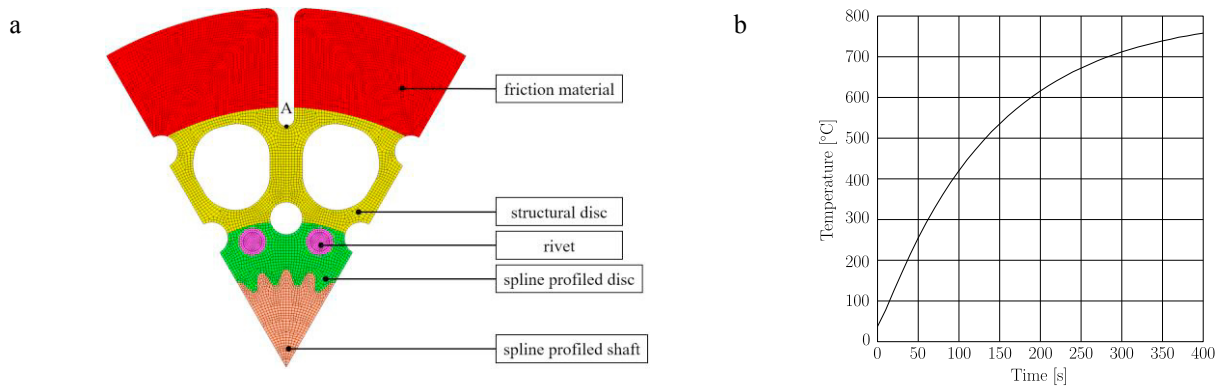 a
A
friction material
structural disc
rivet
spline profiled disc
spline profiled shaft
b
Temperature [°C]
800
700
600
500
400
300
200
100
0
0 50 100 150 200 250 300 350 400
Time [s]